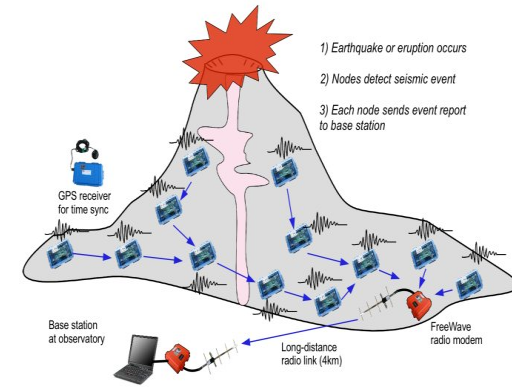 1) Earthquake or eruption occurs
2) Nodes detect seismic event
3) Each node sends event report
to base station
GPS receiver
for time sync
FreeWave
radio modem
Base station
at observatory
Long-distance
radio link (4km)